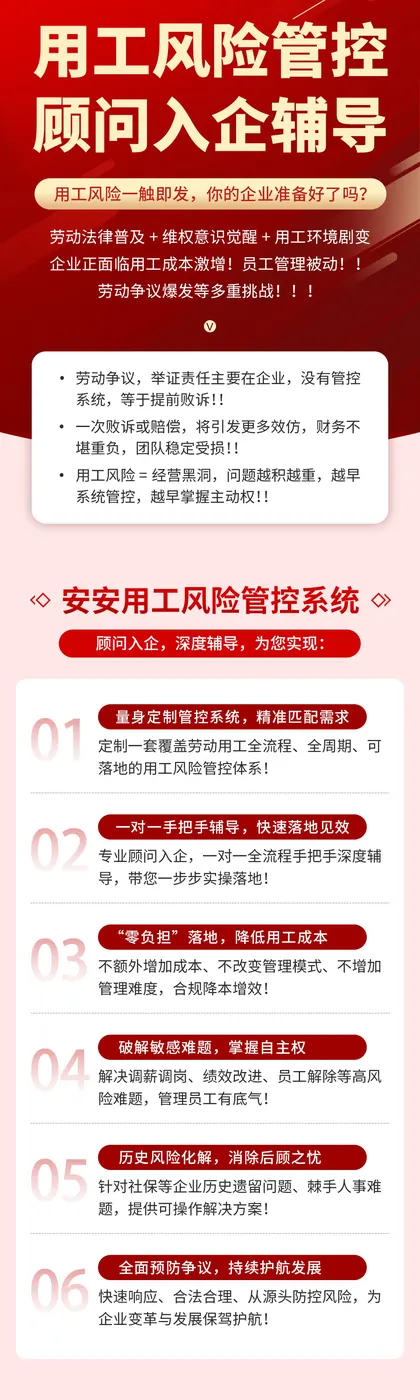 用工风险管控
顾问入企辅导
用工风险一触即发，你的企业准备好了吗？
劳动法律普及 + 维权意识觉醒 + 用工环境剧变
企业正面临用工成本激增！员工管理被动！！
劳动争议爆发等多重挑战！！！
V
• 劳动争议，举证责任主要在企业，没有管控
系统，等于提前败诉！！
• 一次败诉或赔偿，将引发更多效仿，财务不
堪重负，团队稳定受损！！
• 用工风险 = 经营黑洞，问题越积越重，越早
系统管控，越早掌握主动权！！
安安用工风险管控系统
顾问入企，深度辅导，为您实现：
01
量身定制管控系统，精准匹配需求
定制一套覆盖劳动用工全流程、全周期、可
落地的用工风险管控体系！
02
一对一手把手辅导，快速落地见效
专业顾问入企，一对一全流程手把手深度辅
导，带您一步步实操落地！
03
“零负担”落地，降低用工成本
不额外增加成本、不改变管理模式、不增加
管理难度，合规降本增效！
04
破解敏感难题，掌握自主权
解决调薪调岗、绩效改进、员工解除等高风
险难题，管理员工有底气！
05
历史风险化解，消除后顾之忧
针对社保等企业历史遗留问题、棘手人事难
题，提供可操作解决方案！
06
全面预防争议，持续护航发展
快速响应、合法合理、从源头防控风险，为
企业变革与发展保驾护航！